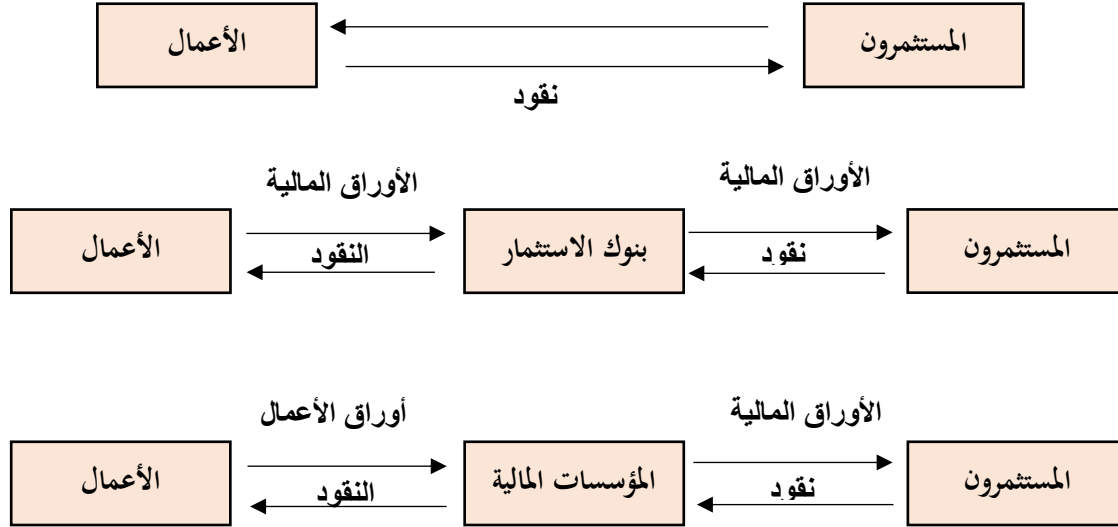 المستثمرون
الأعمال
نقود
الأوراق المالية
الأوراق المالية
المستثمرون
نقود
بنوك الاستثمار
النقود
الأعمال
الأوراق المالية
أوراق الأعمال
المستثمرون
نقود
المؤسسات المالية
النقود
الأعمال